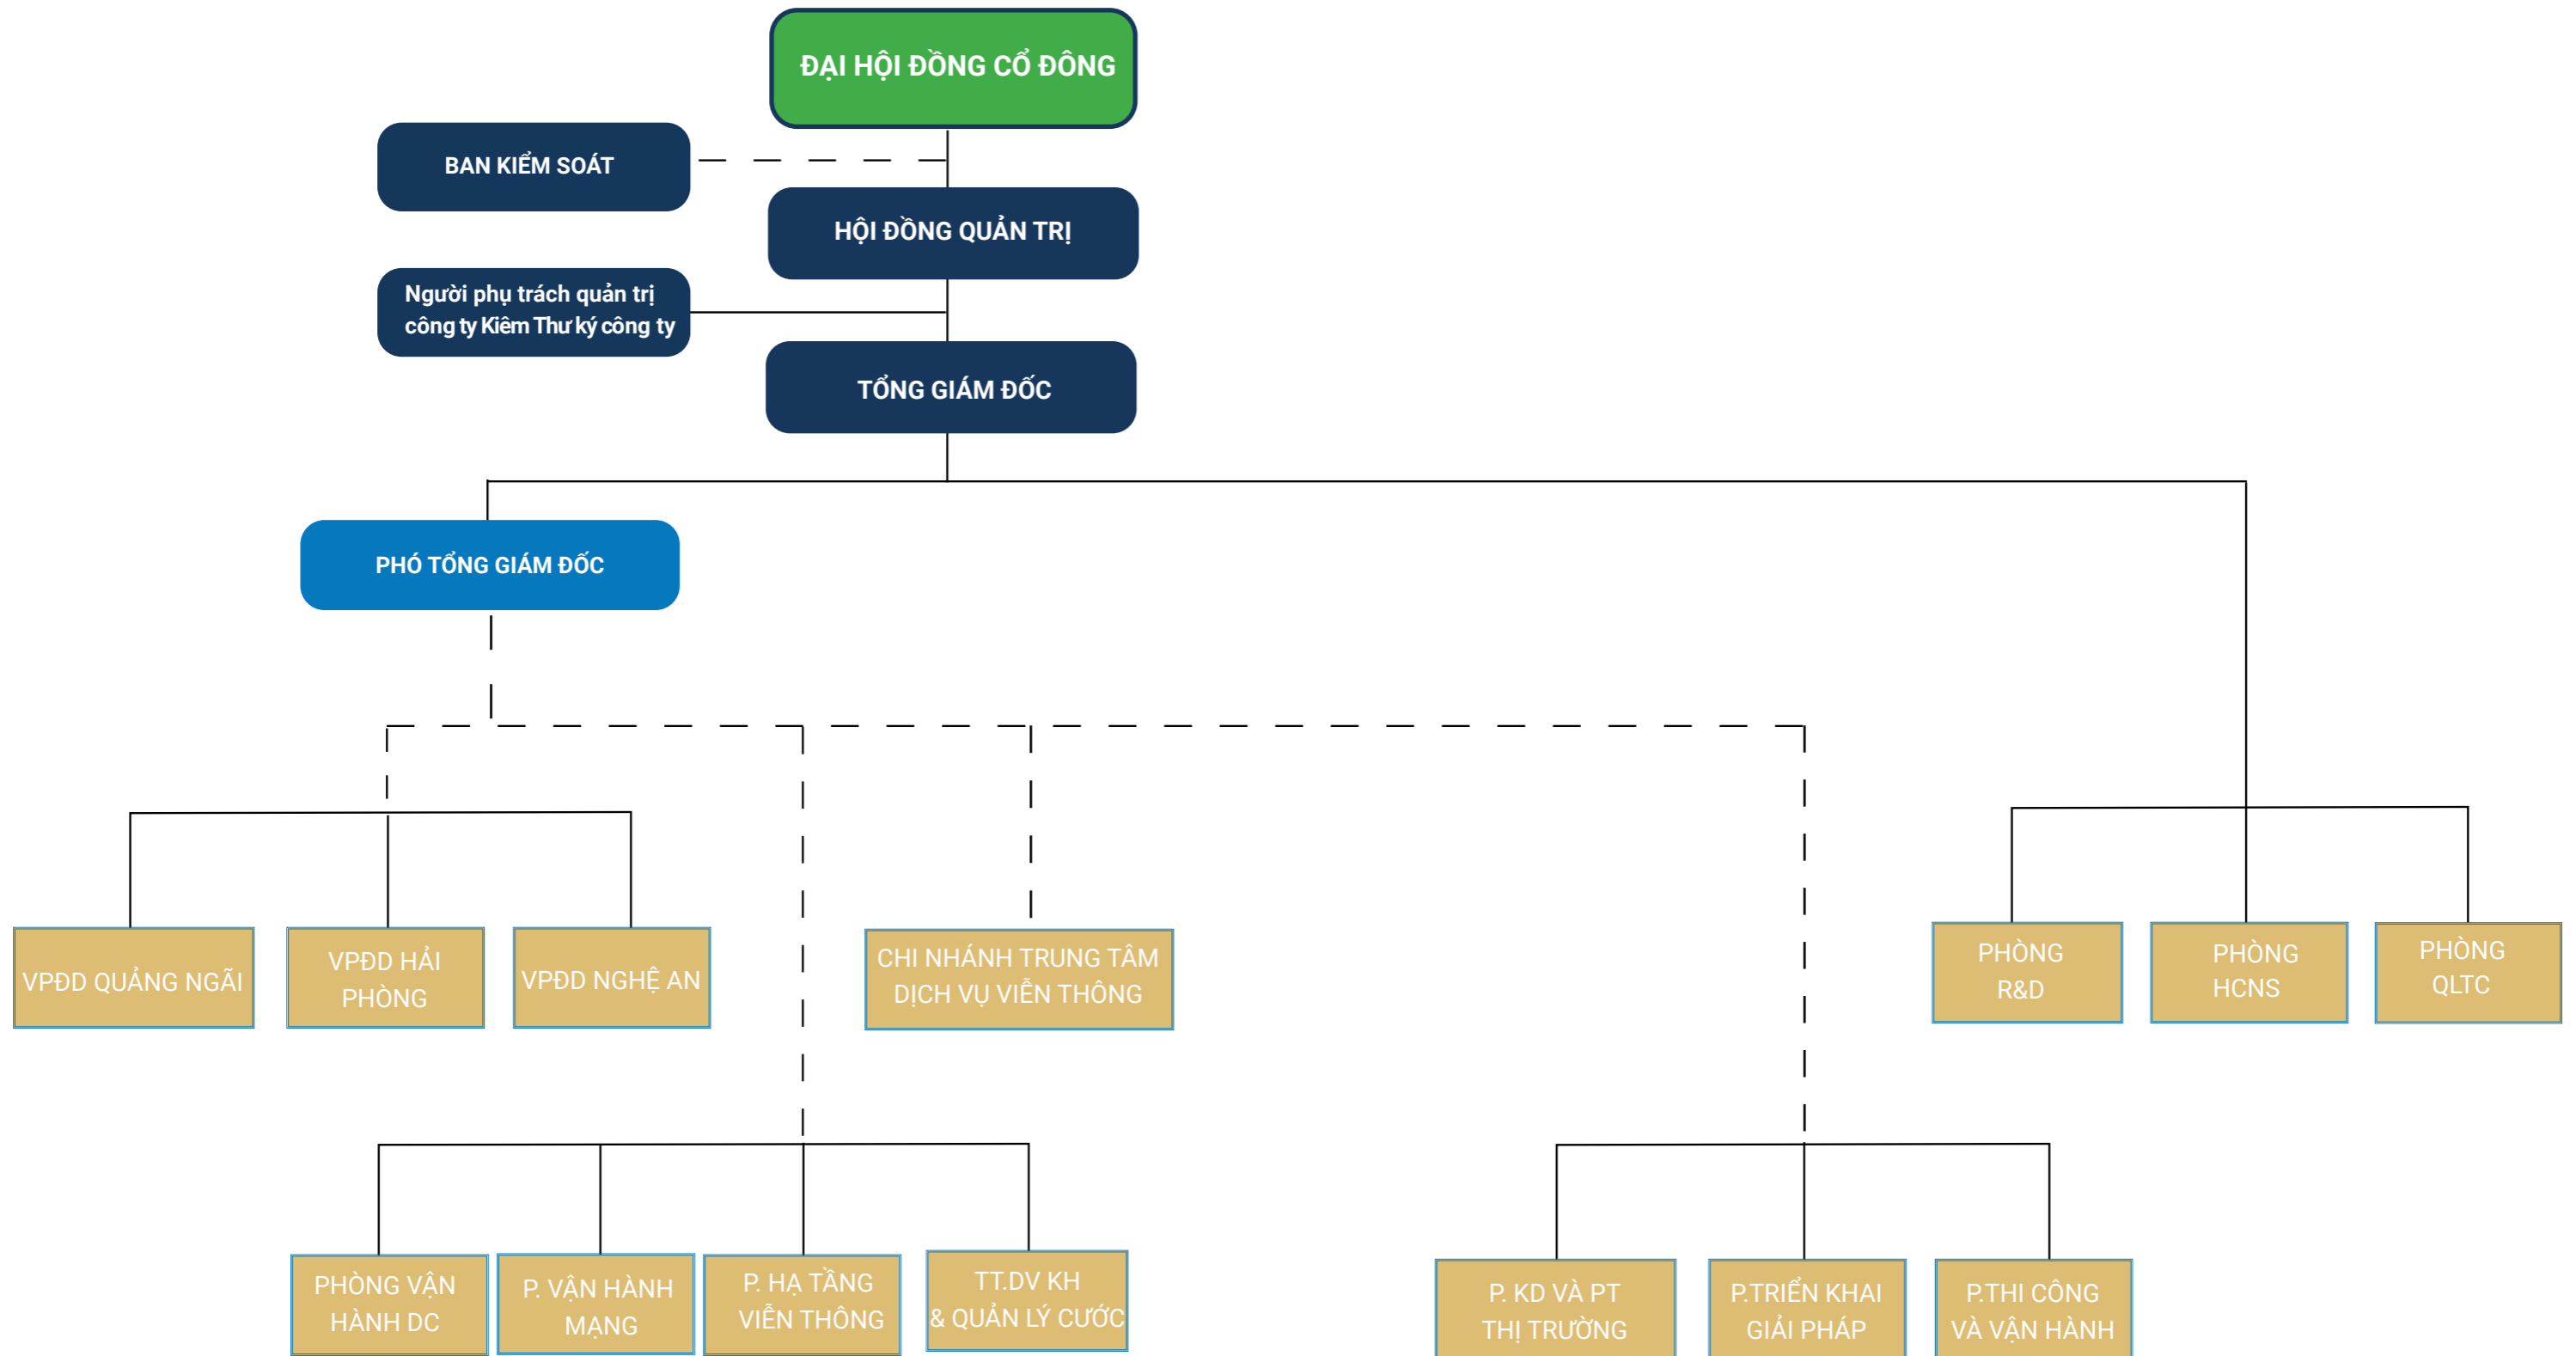 ĐẠI HỘI ĐỒNG CỔ ĐÔNG
BAN KIỂM SOÁT
HỘI ĐỒNG QUẢN TRỊ
Người phụ trách quản trị
công ty Kiêm Thư ký công ty
TỔNG GIÁM ĐỐC
PHÓ TỔNG GIÁM ĐỐC
VPĐD QUẢNG NGÃI
VPĐD HẢI
PHÒNG
VPĐD NGHỆ AN
CHI NHÁNH TRUNG TÂM
DỊCH VỤ VIỄN THÔNG
PHÒNG
R&D
PHÒNG
HCNS
PHÒNG
QLTC
PHÒNG VẬN
HÀNH DC
P. VẬN HÀNH
MẠNG
P. HẠ TẦNG
VIỄN THÔNG
TT.DV KH
& QUẢN LÝ CƯỚC
P. KD VÀ PT
THỊ TRƯỜNG
P.TRIỂN KHAI
GIẢI PHÁP
P.THI CÔNG
VÀ VẬN HÀNH